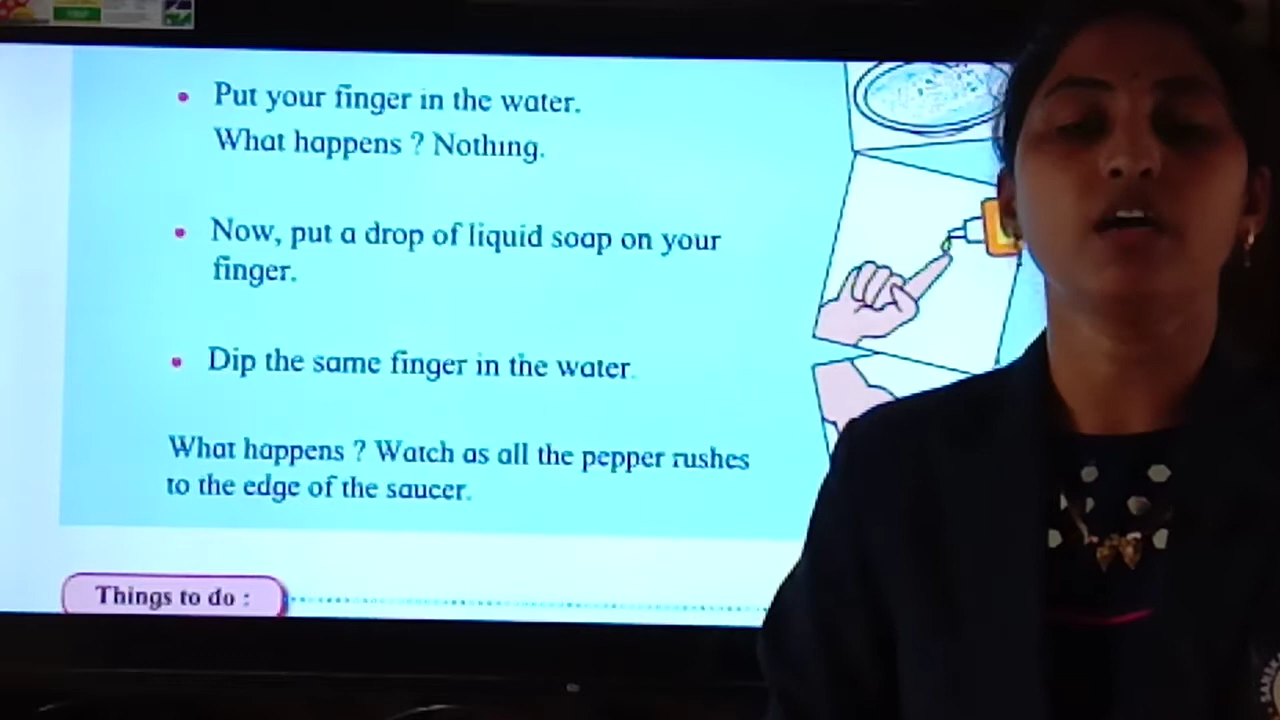 Put your finger in the water.
What happens ? Nothing.
Now, put a drop of liquid soap on your
finger.
Dip the same finger in the water.
What happens ? Watch as all the pepper rushes
to the edge of the saucer.
Things to do :